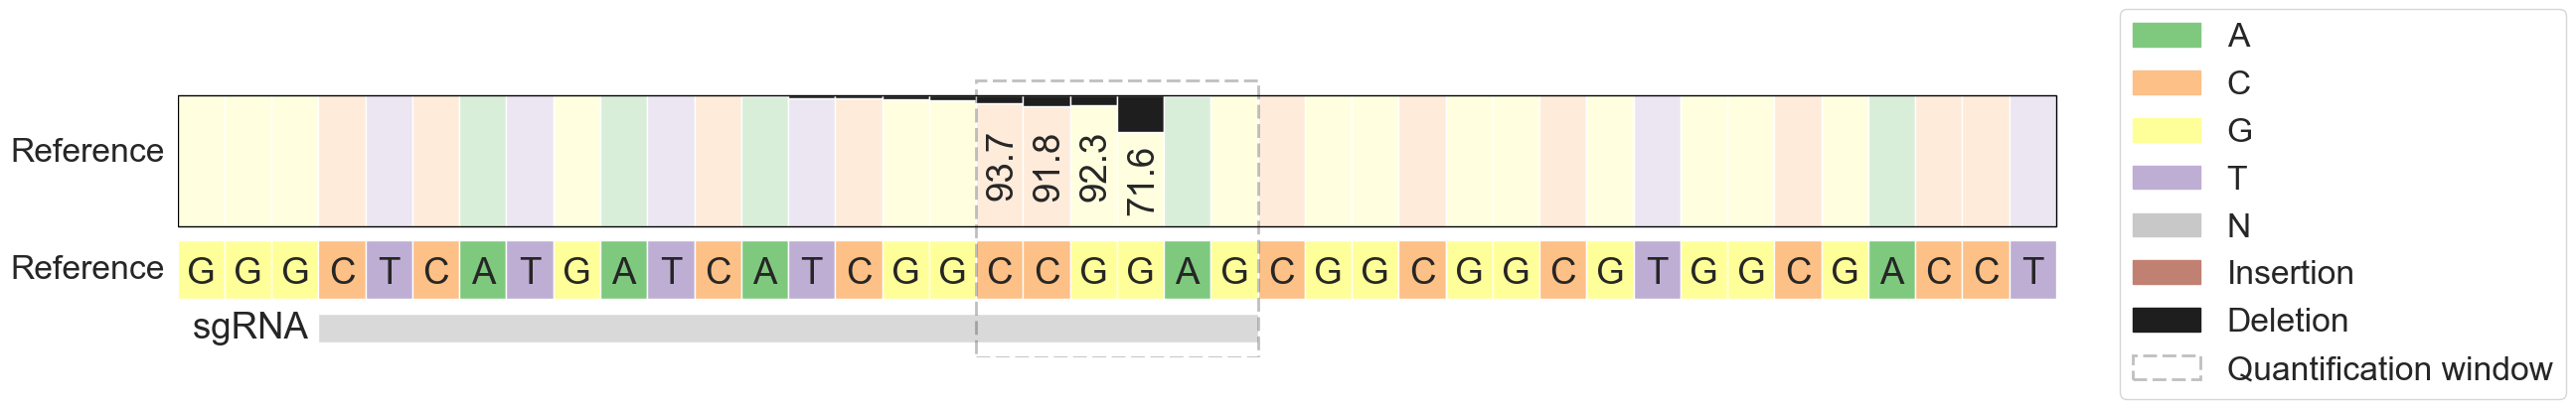 Reference
93.7 91.8 92.3 71.6
Reference G G G C T C A T G A T C A T C G G C C G G A G C G G C G G C G T G G C G A C C T
sgRNA
A
C
G
T
N
Insertion
Deletion
Quantification window